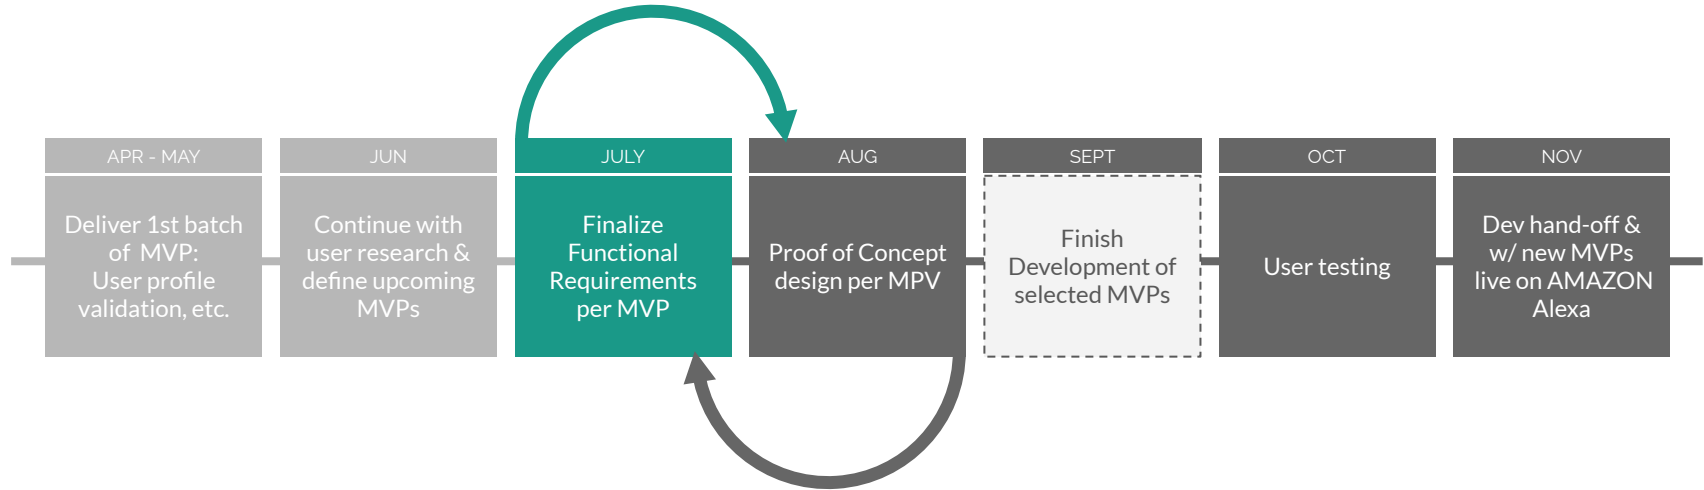 APR - MAY
Deliver 1st batch
of MVP:
User profile
validation, etc.
JUN
Continue with
user research &
define upcoming
MVPs
JULY
Finalize
Functional
Requirements
per MVP
AUG
Proof of Concept
design per MPV
SEPT
Finish
Development of
selected MVPs
OCT
User testing
NOV
Dev hand-off &
w/ new MVPs
live on AMAZON
Alexa